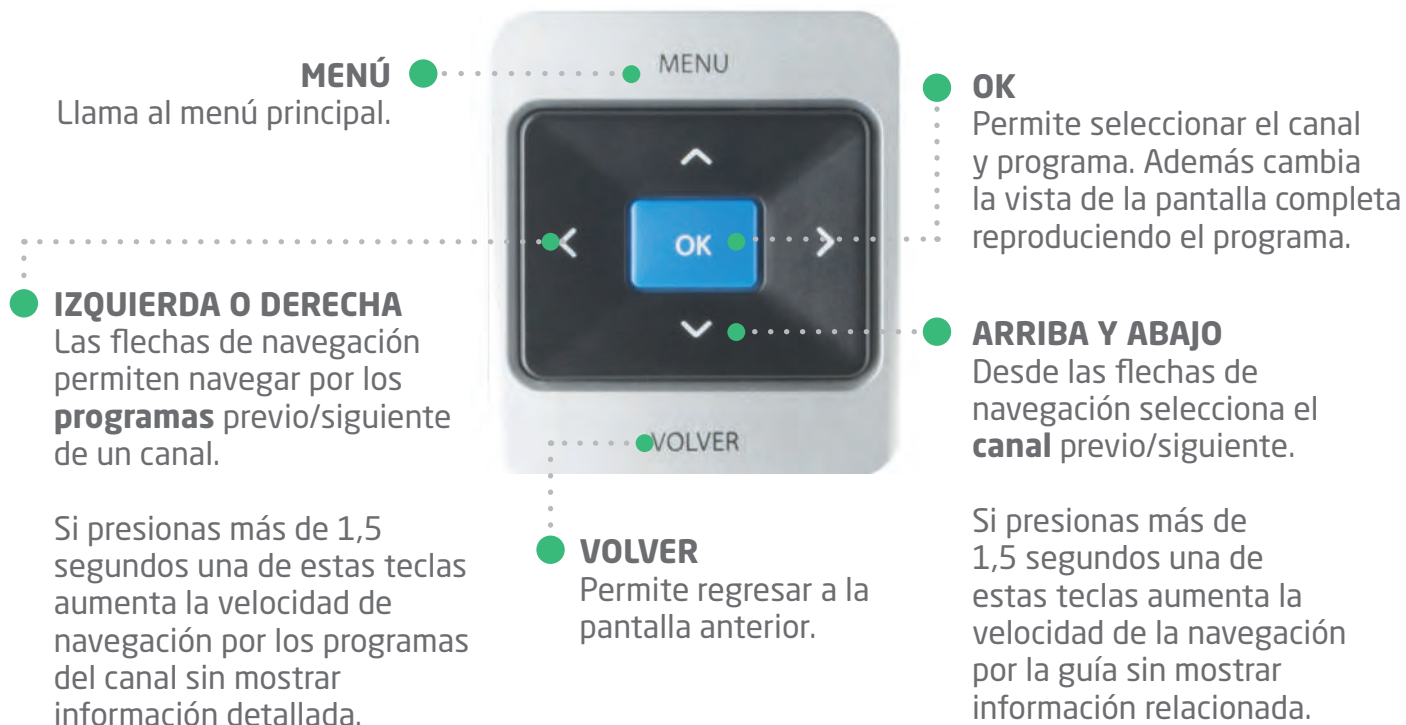 MENÚ
Llama al menú principal.
MENU
OK
VOLVER
OK
Permite seleccionar el canal
y programa. Además cambia
la vista de la pantalla completa
reproduciendo el programa.
IZQUIERDA O DERECHA
Las flechas de navegación
permiten navegar por los
programas previo/siguiente
de un canal.
Si presionas más de 1,5
segundos una de estas teclas
aumenta la velocidad de
navegación por los programas
del canal sin mostrar
información detallada.
VOLVER
Permite regresar a la
pantalla anterior.
ARRIBA Y ABAJO
Desde las flechas de
navegación selecciona el
canal previo/siguiente.
Si presionas más de
1,5 segundos una de
estas teclas aumenta la
velocidad de la navegación
por la guía sin mostrar
información relacionada.